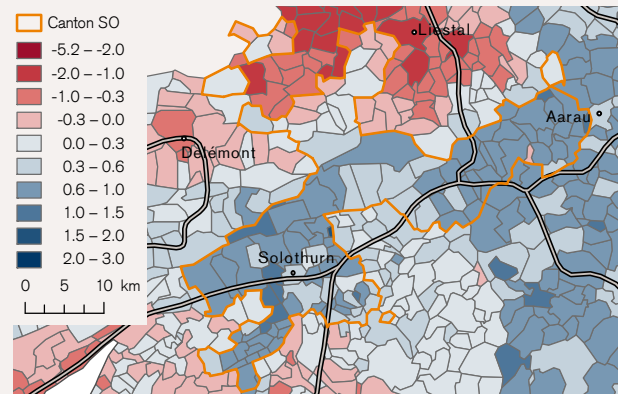 Canton SO
-5.2 – -2.0
-2.0 – -1.0
-1.0 – -0.3
-0.3 – 0.0
0.0 – 0.3
0.3 – 0.6
0.6 – 1.0
1.0 – 1.5
1.5 – 2.0
2.0 – 3.0
0 5 10 km
Liestal
Aarau
Delémont
Solothurn